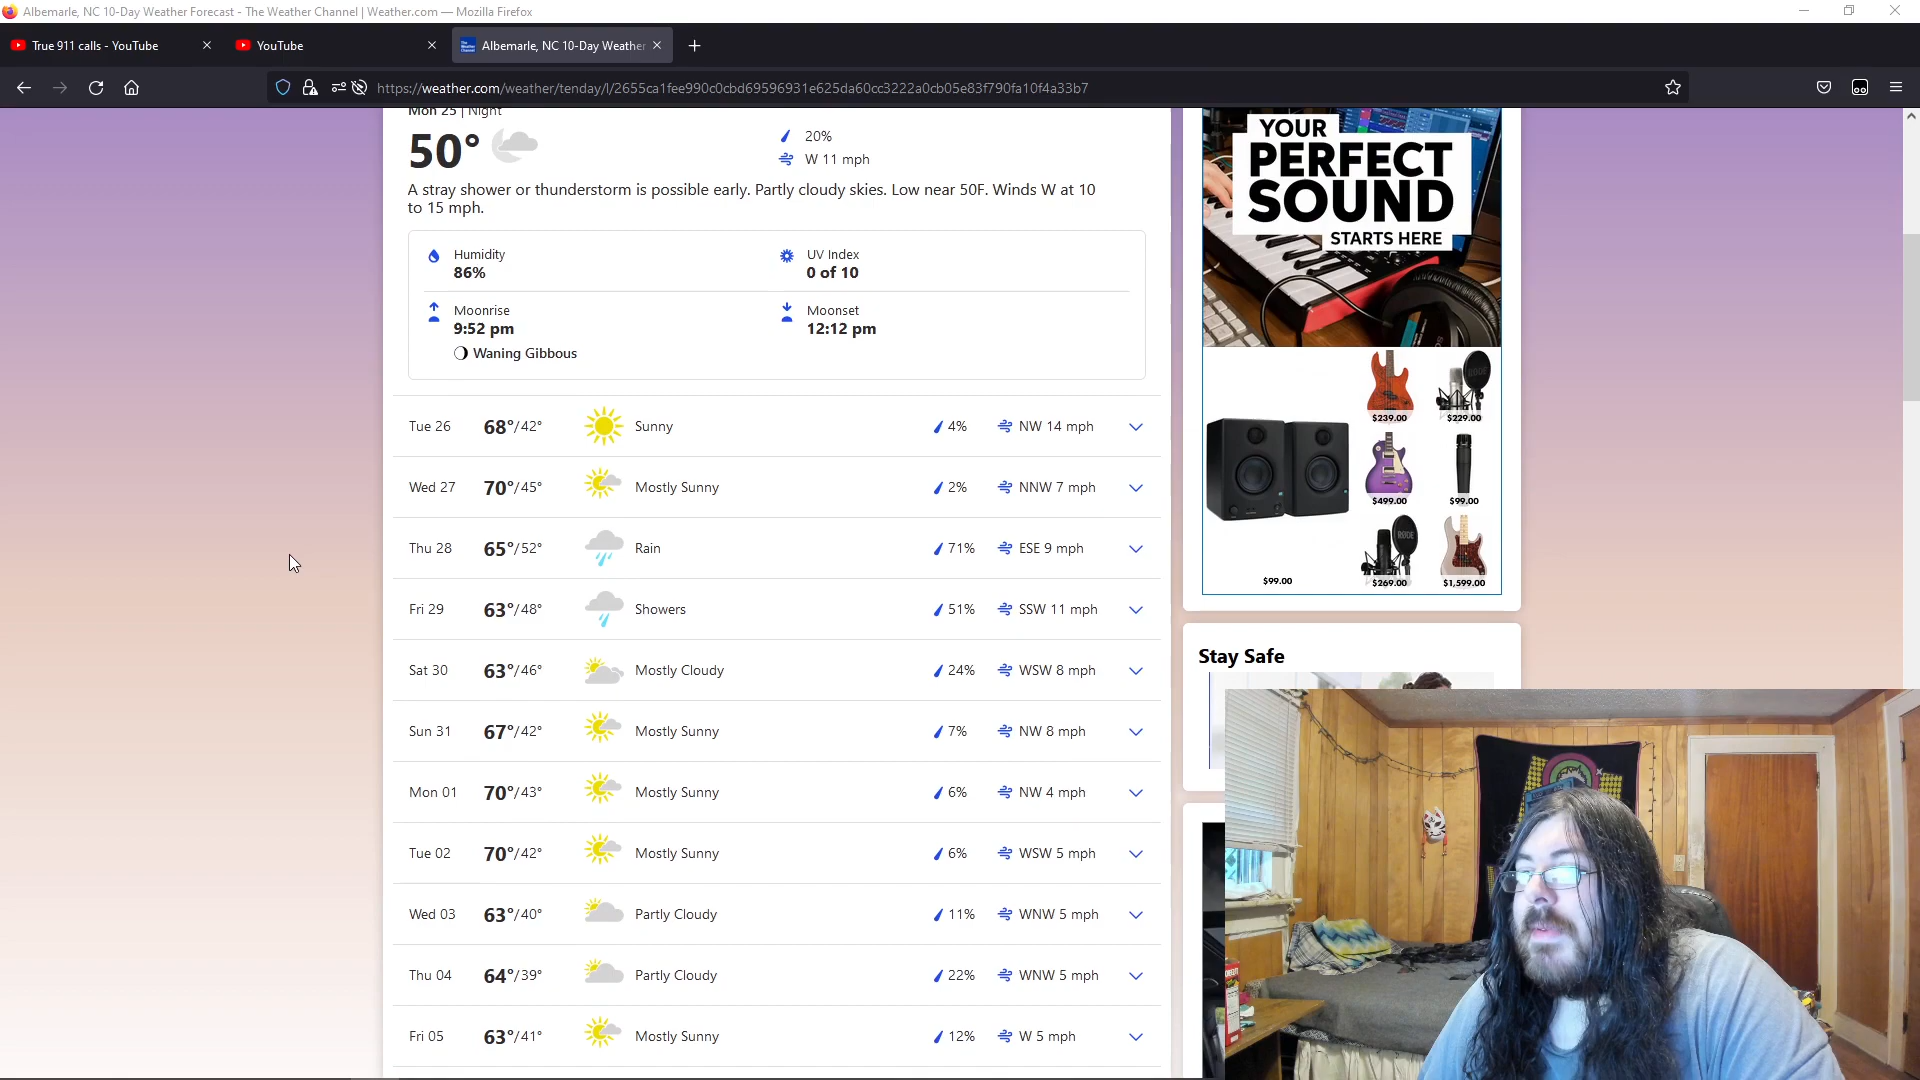 Albemarle, NC 10-Day Weather Forecast - The Weather Channel | Weather.com — Mozilla Firefox
True 911 calls - YouTube
YouTube
Albemarle, NC 10-Day Weather
https://weather.com/weather/tenday/l/2655ca1fee990c0cbd69596931e625da60cc3222a0cb05e83f790fa10f4a33b7
Mon 25 | Night
50°
20%
W 11 mph
A stray shower or thunderstorm is possible early. Partly cloudy skies. Low near 50F. Winds W at 10
to 15 mph.
Humidity
86%
UV Index
0 of 10
Moonrise
9:52 pm
Waning Gibbous
Moonset
12:12 pm
Tue 26 68°/42° Sunny 4% NW 14 mph
Wed 27 70°/45° Mostly Sunny 2% NNW 7 mph
Thu 28 65°/52° Rain 71% ESE 9 mph
Fri 29 63°/48° Showers 51% SSW 11 mph
Sat 30 63°/46° Mostly Cloudy 24% WSW 8 mph
Sun 31 67°/42° Mostly Sunny 7% NW 8 mph
Mon 01 70°/43° Mostly Sunny 6% NW 4 mph
Tue 02 70°/42° Mostly Sunny 6% WSW 5 mph
Wed 03 63°/40° Partly Cloudy 11% WNW 5 mph
Thu 04 64°/39° Partly Cloudy 22% WNW 5 mph
Fri 05 63°/41° Mostly Sunny 12% W 5 mph
YOUR
PERFECT
SOUND
STARTS HERE
RODE
$239.00
$229.00
$499.00
$99.00
RODE
$99.00
$269.00
$1,599.00
Stay Safe